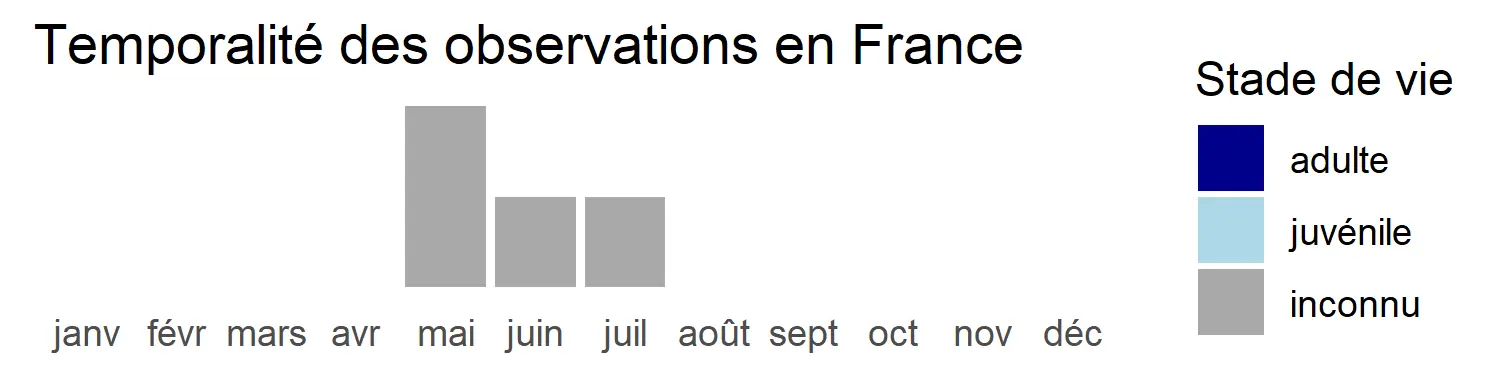 Temporalité des observations en France
janv févr mars avr mai juin juil août sept oct nov déc
Stade de vie
adulte
juvénile
inconnu